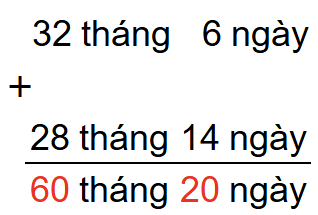 32 tháng 6 ngày
+
28 tháng 14 ngày
60 tháng 20 ngày